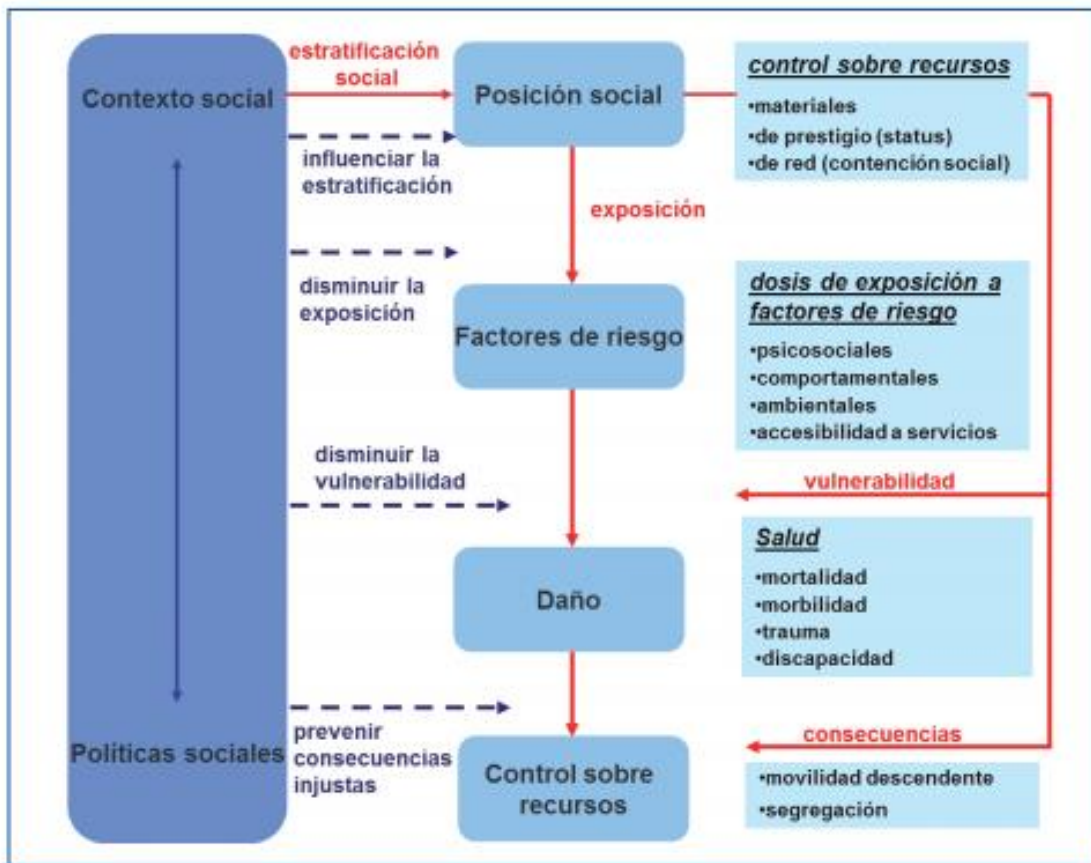 estratificación
social
Contexto social
Posición social
control sobre recursos
•materiales
•de prestigio (status)
•de red (contención social)
influenciar la
estratificación
exposición
disminuir la
exposición
Factores de riesgo
dosis de exposición a
factores de riesgo
•psicosociales
•comportamentales
•ambientales
•accesibilidad a servicios
disminuir la
vulnerabilidad
vulnerabilidad
Daño
Salud
•mortalidad
•morbilidad
•trauma
•discapacidad
Políticas sociales
prevenir
consecuencias
injustas
Control sobre
recursos
consecuencias
•movilidad descendente
•segregación